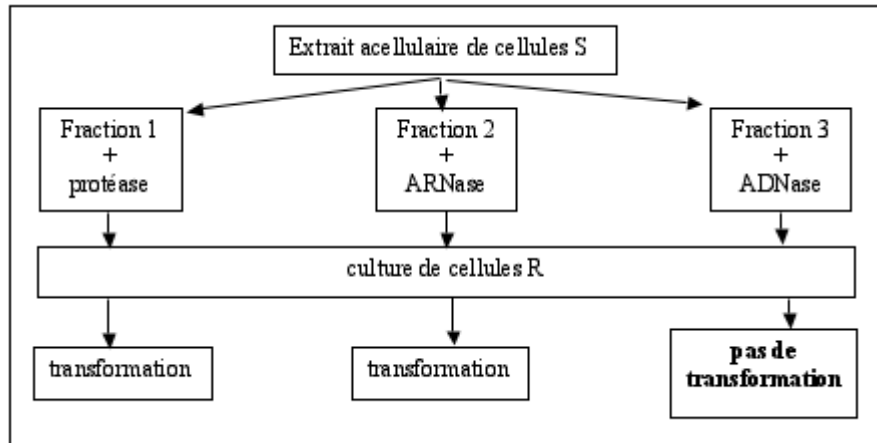 Extrait acellulaire de cellules S
Fraction 1
+
protéase
Fraction 2
+
ARNase
Fraction 3
+
ADNase
culture de cellules R
transformation
transformation
pas de
transformation